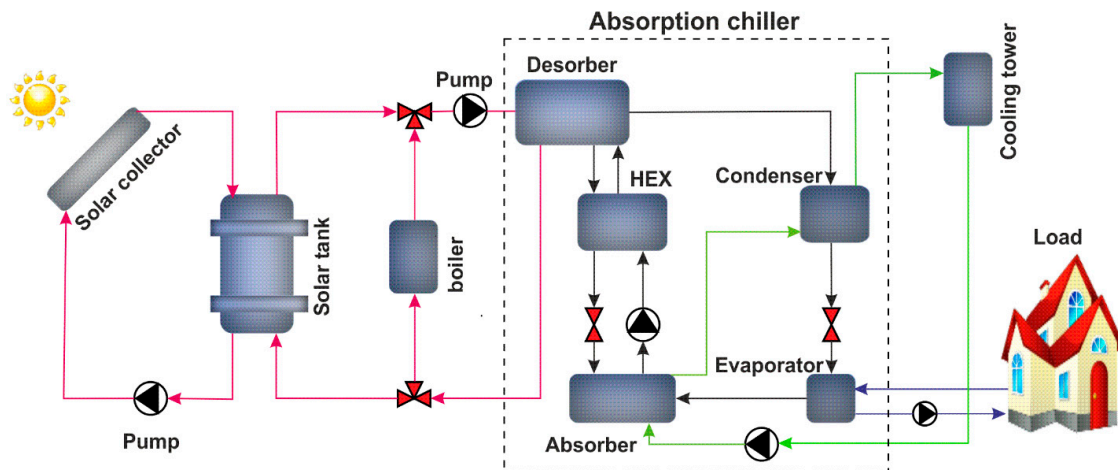 Absorption chiller
Desorber
Pump
Cooling tower
Solar collector
HEX
Condenser
Load
Solar tank
boiler
Evaporator
Pump
Absorber